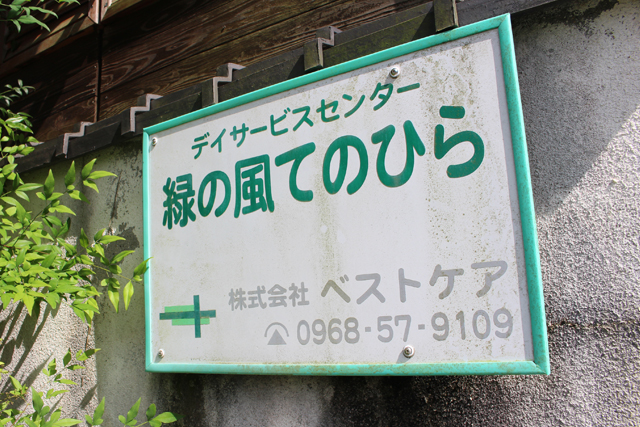 デイサービスセンター
緑の風てのひら
株式会社 ベストケア
0968-57-9109